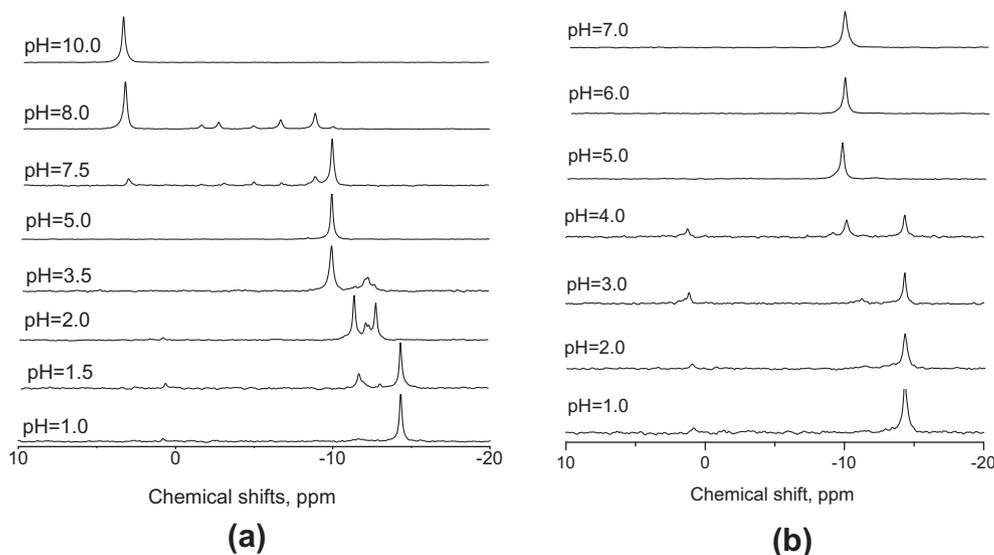 pH=10.0
pH=8.0
pH=7.5
pH=5.0
pH=3.5
pH=2.0
pH=1.5
pH=1.0
10 0 -10 -20
Chemical shifts, ppm
(a)
pH=7.0
pH=6.0
pH=5.0
pH=4.0
pH=3.0
pH=2.0
pH=1.0
10 0 -10 -20
Chemical shift, ppm
(b)